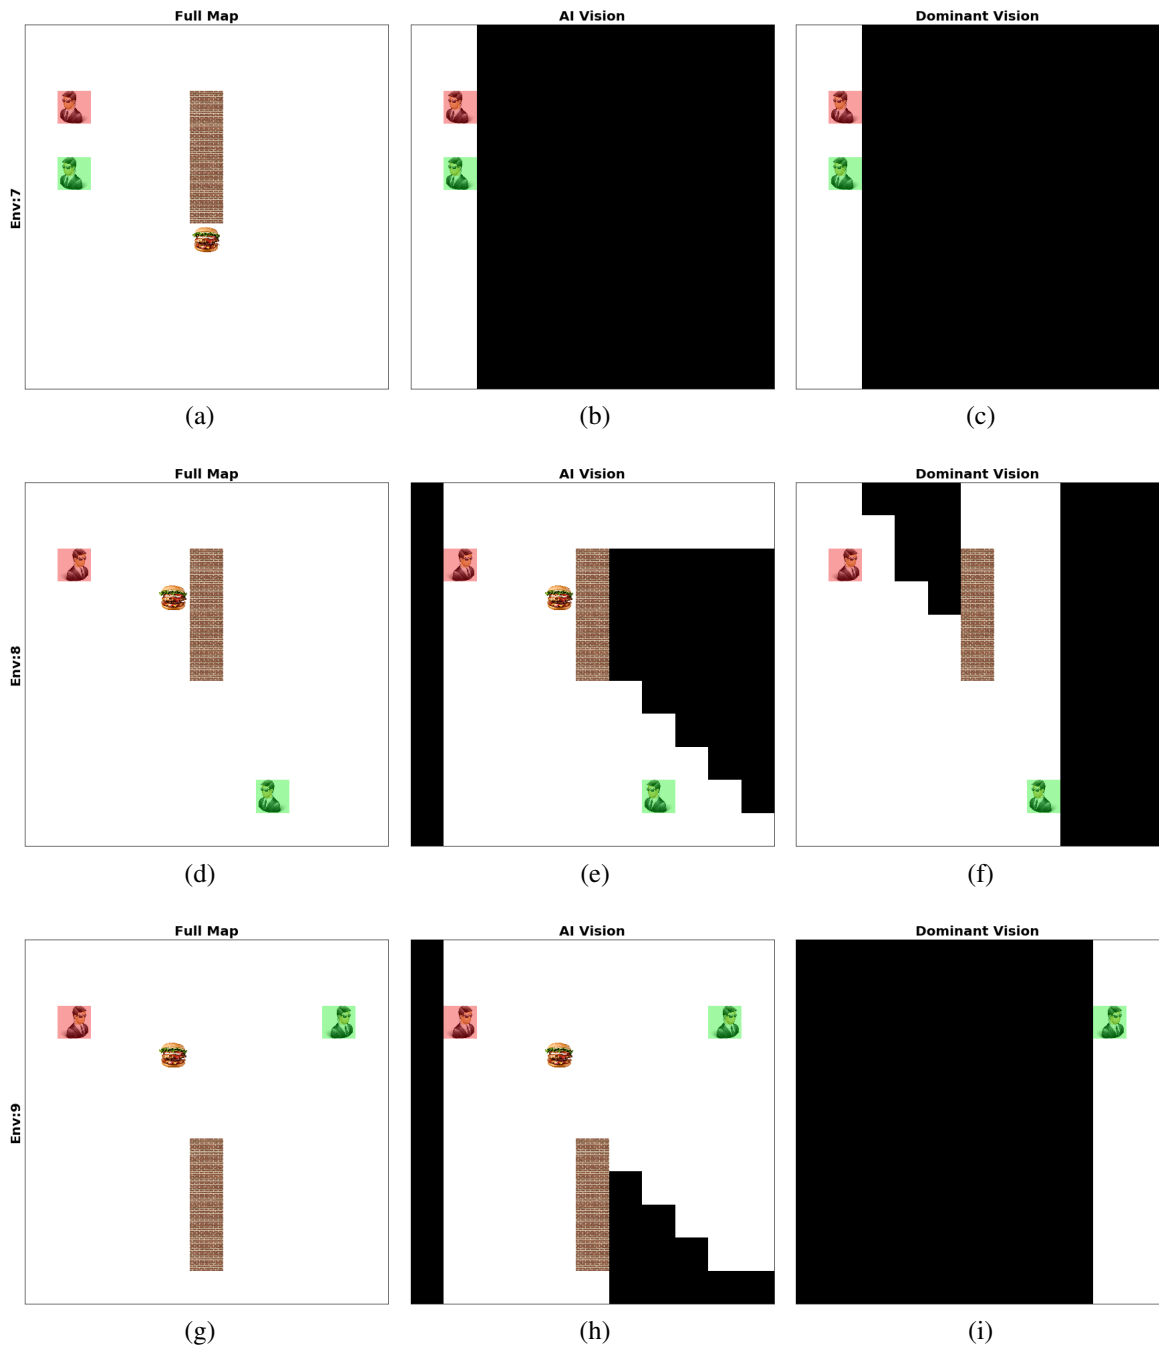 Full Map
AI Vision
Dominant Vision
Env:7
(a)
(b)
(c)
Full Map
AI Vision
Dominant Vision
Env:8
(d)
(e)
(f)
Full Map
AI Vision
Dominant Vision
Env:9
(g)
(h)
(i)